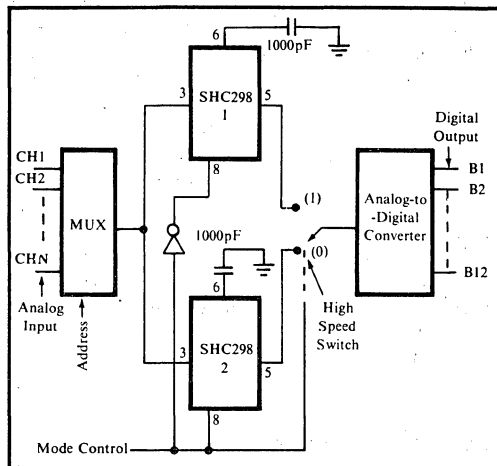 6
1000pF
3
SHC298
1
5
8
Digital
Output
CH1
CH2
CHN
MUX
B1
B2
B12
Analog-to
-Digital
Converter
(1)
(0)
1000pF
6
Analog
Input
Address
3
SHC298
2
5
8
High
Speed
Switch
Mode Control